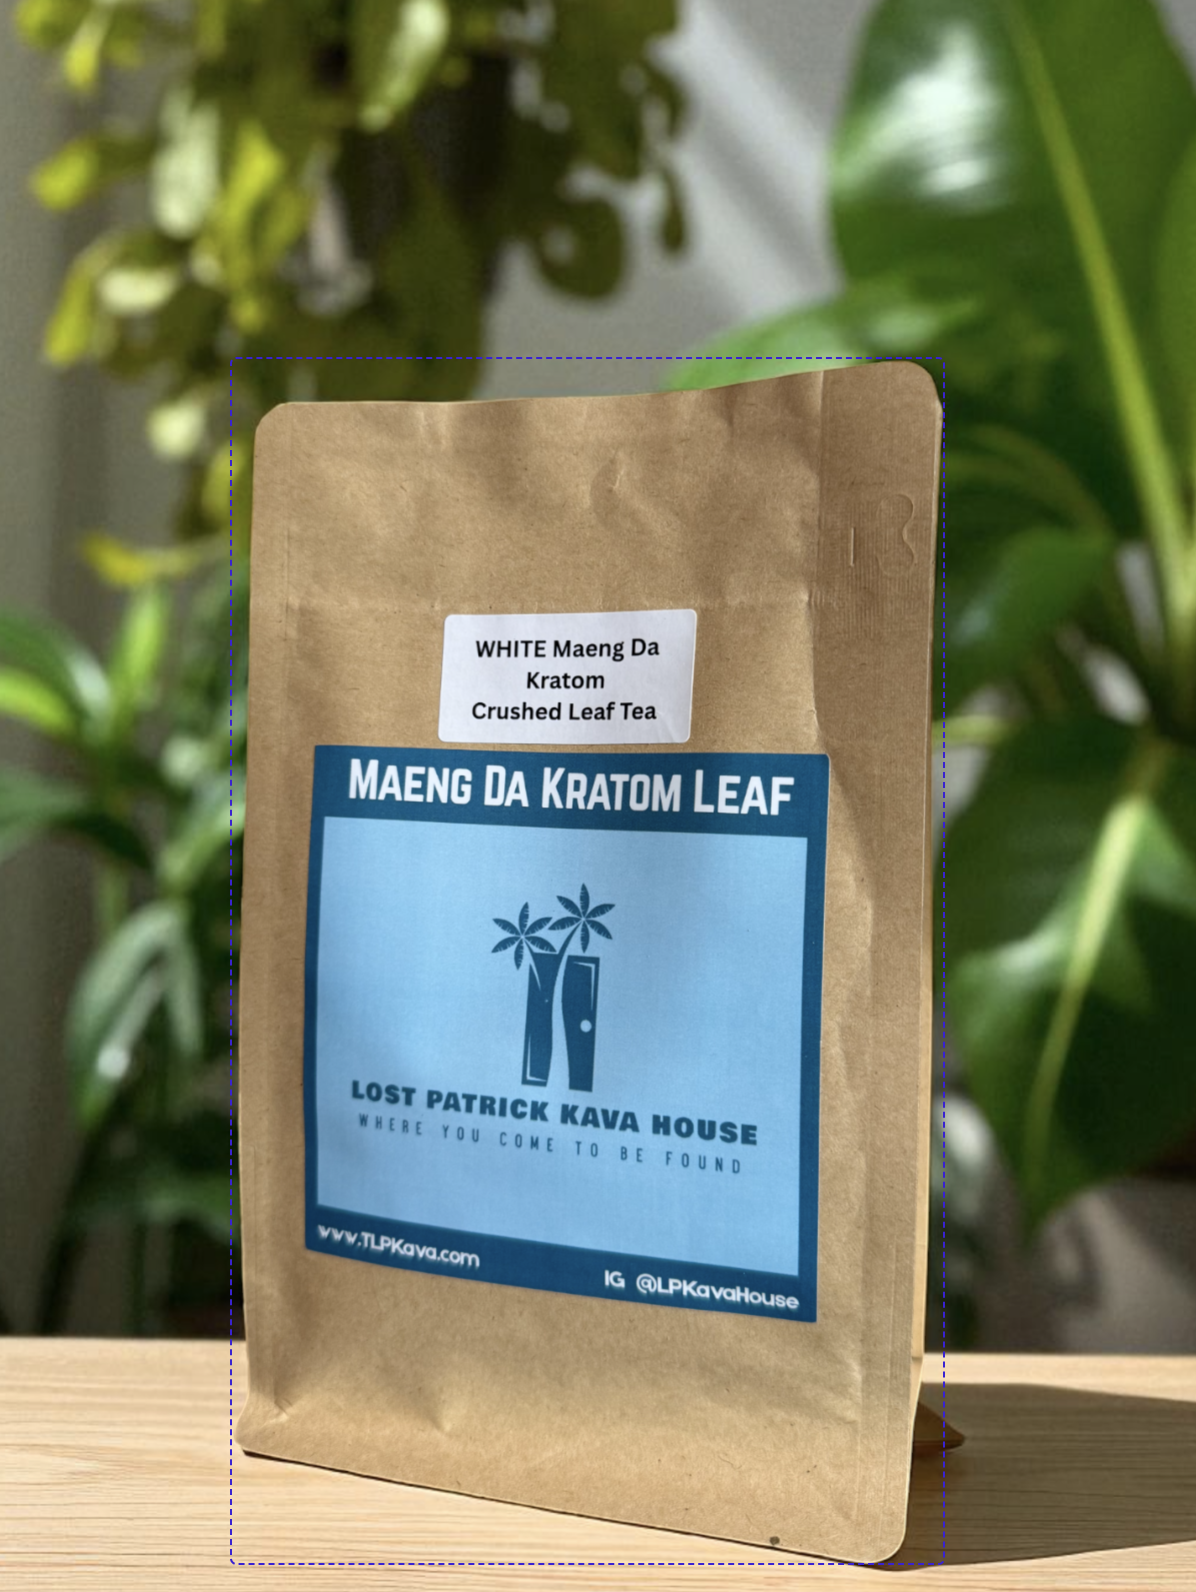 WHITE Maeng Da
Kratom
Crushed Leaf Tea
MAENG DA KRATOM LEAF
LOST PATRICK KAVA HOUSE
WHERE YOU COME TO BE FOUND
www.TLPKava.com
IG @LPKavaHouse